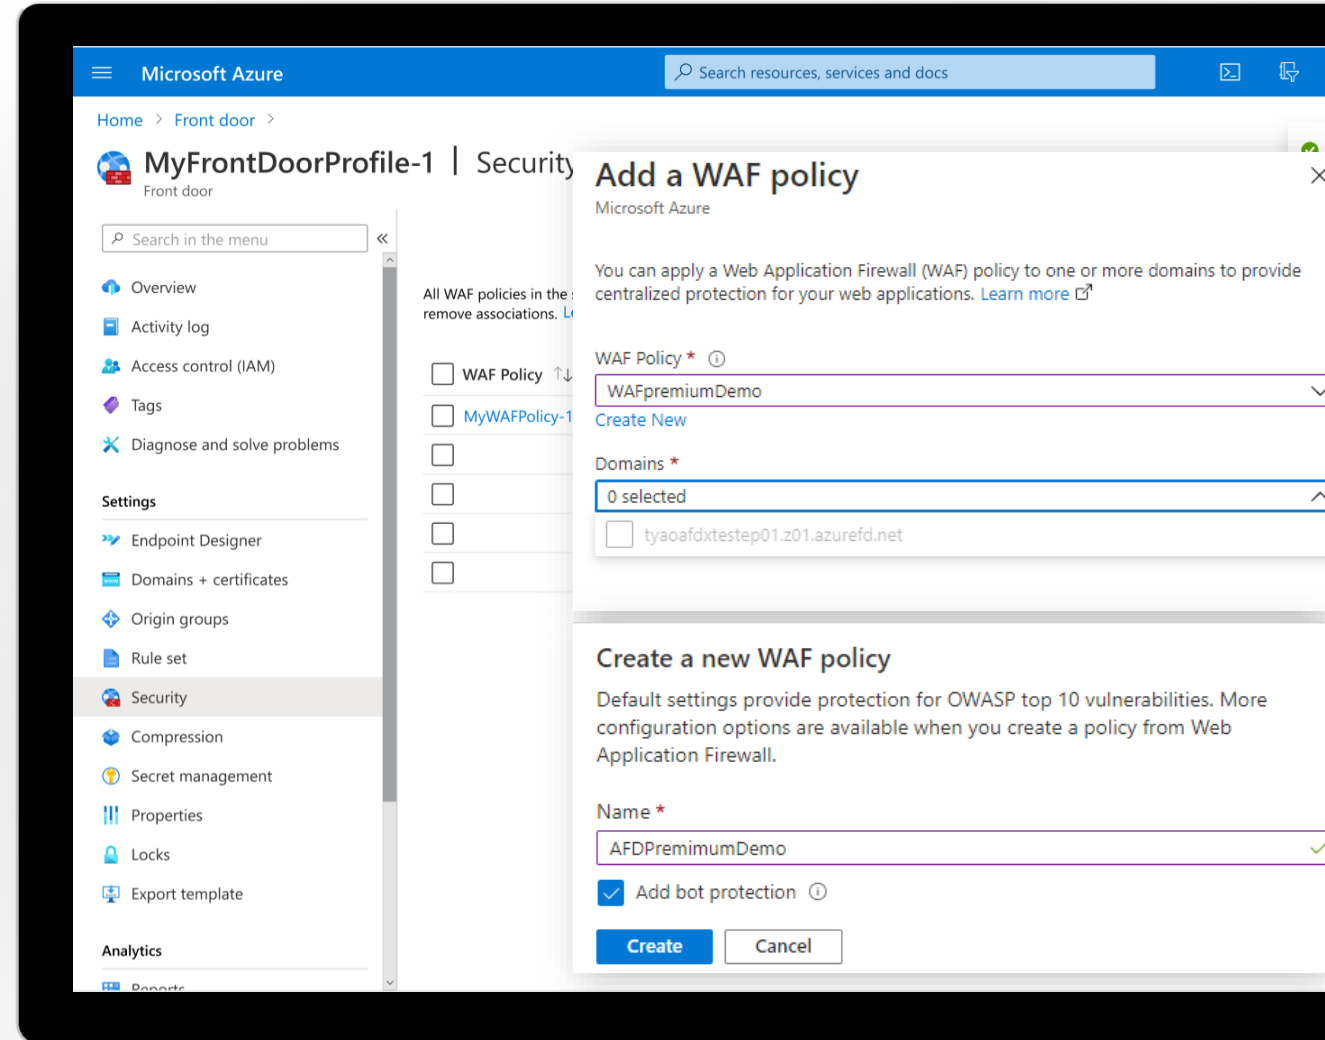 Microsoft Azure
Search resources, services and docs
Home > Front door >
MyFrontDoorProfile-1 | Security
Front door
Search in the menu
Overview
Activity log
Access control (IAM)
Tags
Diagnose and solve problems
Settings
Endpoint Designer
Domains + certificates
Origin groups
Rule set
Security
Compression
Secret management
Properties
Locks
Export template
Analytics
Reports
All WAF policies in the
remove associations.
WAF Policy
MyWAFPolicy-1
Add a WAF policy
Microsoft Azure
You can apply a Web Application Firewall (WAF) policy to one or more domains to provide
centralized protection for your web applications. Learn more
WAF Policy *
WAFpremiumDemo
Create New
Domains *
0 selected
tyaoafdxtestep01.z01.azurefd.net
Create a new WAF policy
Default settings provide protection for OWASP top 10 vulnerabilities. More
configuration options are available when you create a policy from Web
Application Firewall.
Name *
AFDPremimumDemo
Add bot protection
Create
Cancel